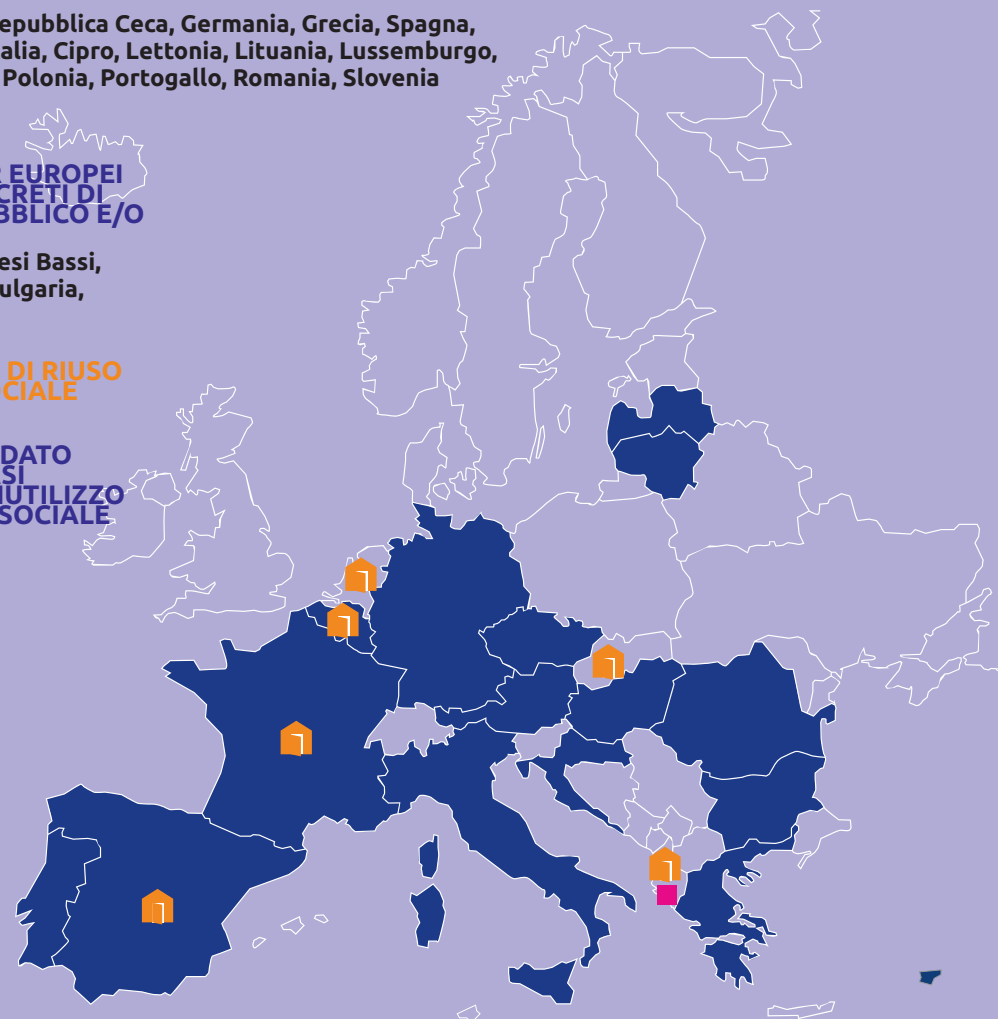 epubblica Ceca, Germania, Grecia, Spagna,
alia, Cipro, Lettonia, Lituania, Lussemburgo,
Polonia, Portogallo, Romania, Slovenia
EUROPEI
CRETI DI
BBLICO E/O
esi Bassi,
ulgaria,
DI RIUSO
CIALE
DATO
SI
IUTILIZZO
SOCIALE